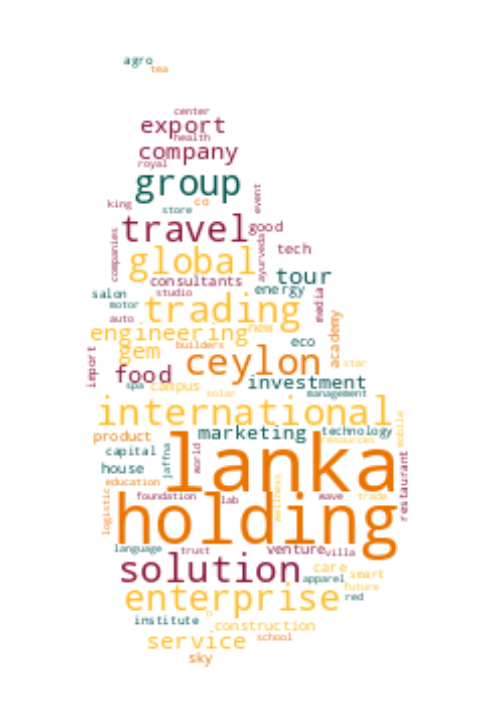 agro
tea
center
export
health
company
royal
group
event
king
co
store
travel
good
companies
ayurveda
tech
global
tour
consultants
energy
salon
studio
media
motor
trading
auto
new
engineering
academy
eco
builders
gem
import
ceylon
star
food
investment
spa
campus
solar
management
international
mobile
marketing
technology
product
resources
capital
jaffna
world
lanka
restaurant
house
education
wellness
logistic
foundation
lab
wave
trade
holding
language
trust
venture
villa
solution
care
smart
apparel
future
enterprise
red
n
institute
construction
service
school
sky